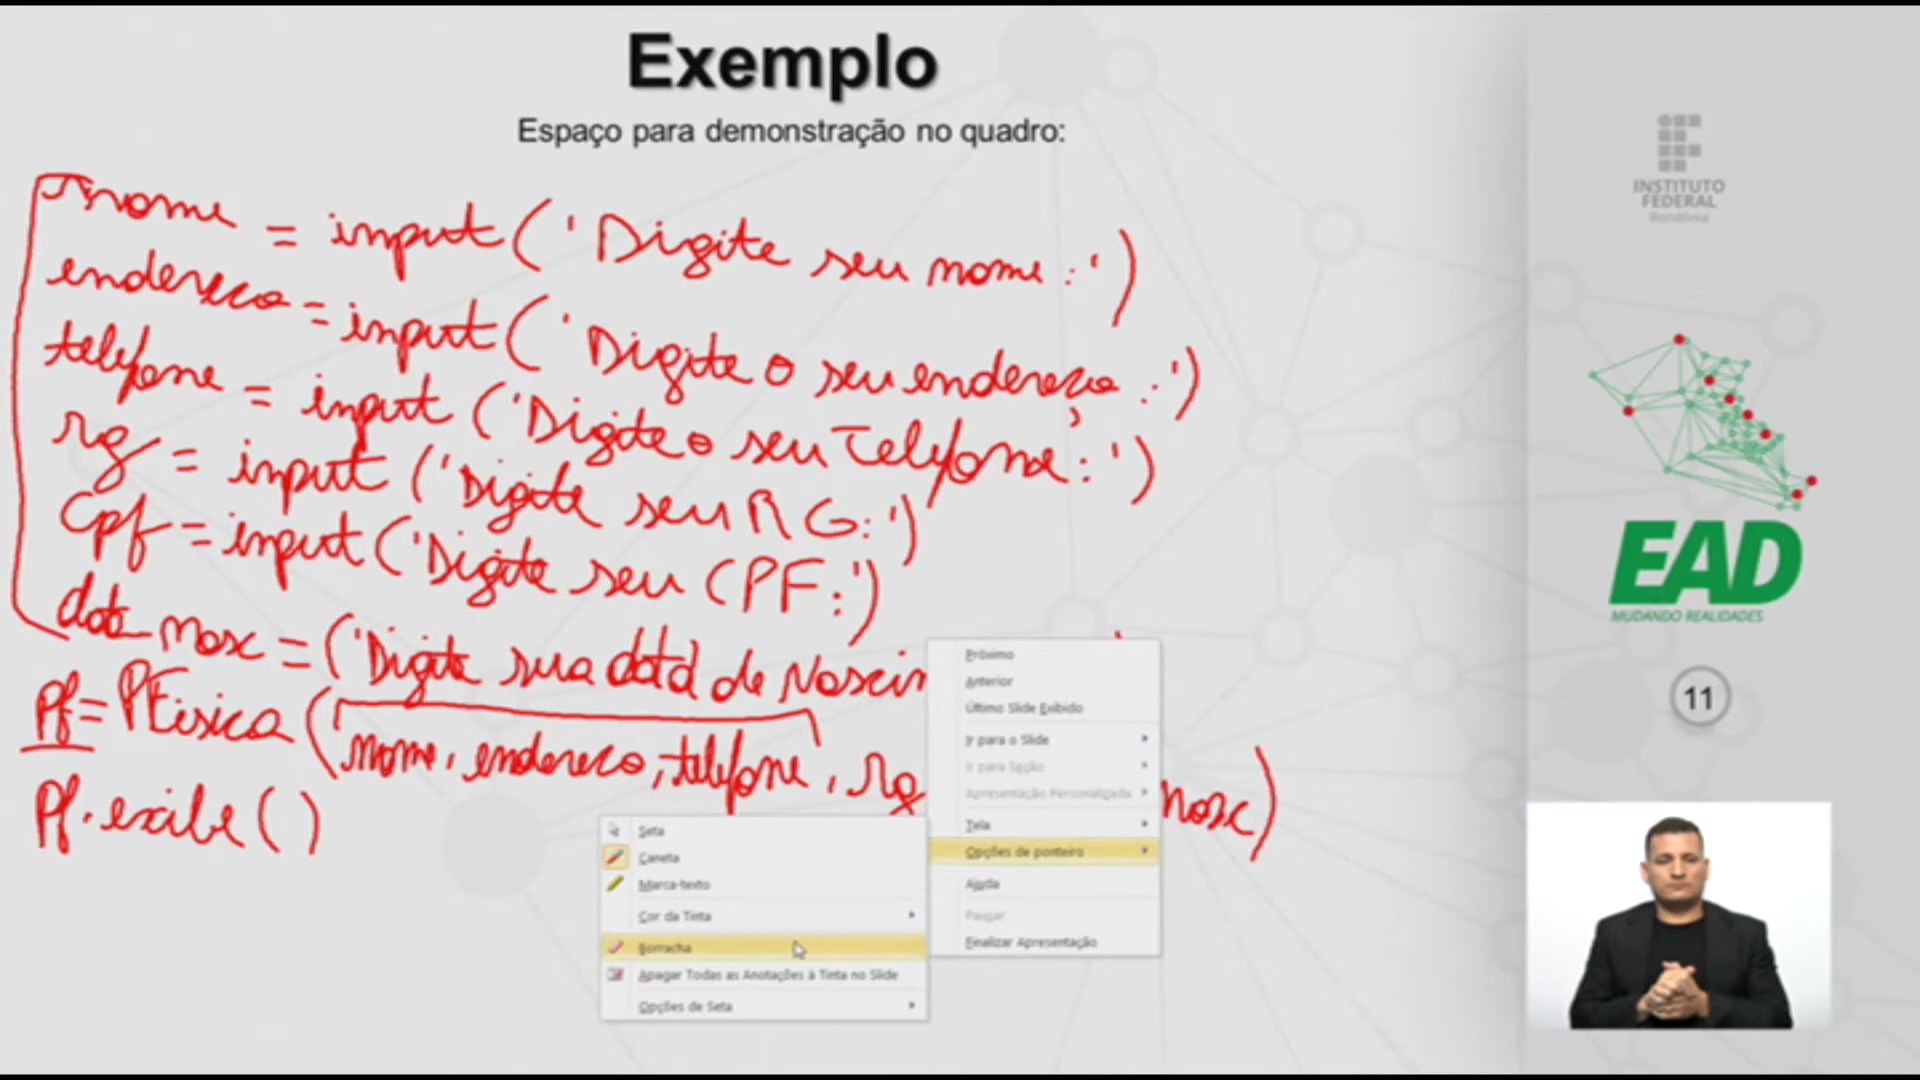 Exemplo
Espaço para demonstração no quadro:
nome = input('Digite seu nome:')
endereço = input('Digite o seu endereço:')
telefone = input('Digite o seu Telefone:')
rg = input('Digite seu RG:')
cpf = input('Digite seu CPF:')
data_nasc = ('Digite sua data de Nascim
pf = PFisica(nome, endereço, telefone, rg nasc)
pf.exibe()
Próximo
Anterior
Último Slide Exibido
Ir para o Slide
Ir para Seção
Apresentação Personalizada
Tela
Opções de ponteiro
Ajuda
Pausar
Finalizar Apresentação
Seta
Caneta
Marca-texto
Cor da Tinta
Borracha
Apagar Todas as Anotações à Tinta no Slide
Opções de Seta
INSTITUTO
FEDERAL
Rondônia
EAD
MUDANDO REALIDADES
11